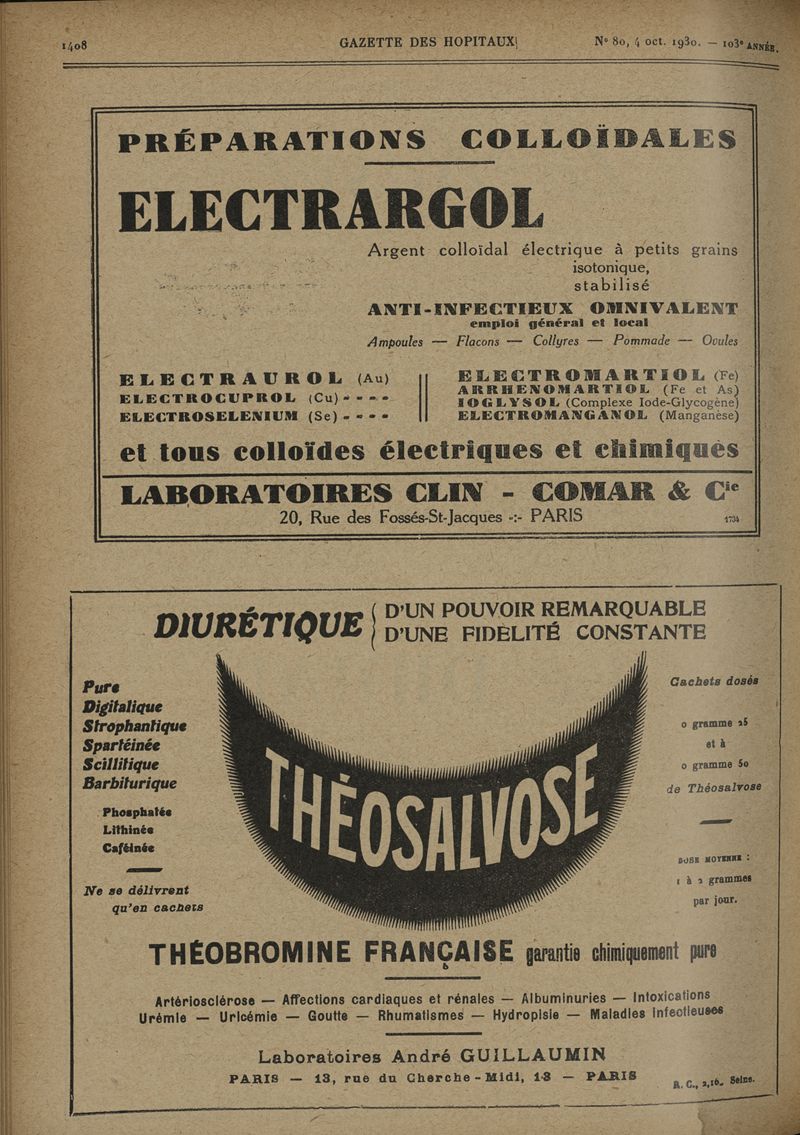 1408
GAZETTE DES HOPITAUX
N° 80, 4 oct. 1930. — 103e ANNÉE.
PRÉPARATIONS COLLOÏDALES
ELECTRARGOL
Argent colloïdal électrique à petits grains
isotonique,
stabilisé
ANTI-INFECTIEUX OMNIVALENT
emploi général et local
Ampoules — Flacons — Collyres — Pommade — Ovules
ELECTRAUROL (Au)
ELECTROCUPROL (Cu) - - - -
ELECTROSELENIUM (Se) - - - -
ELECTROMARTIOL (Fe)
ARRHENOMARTIOL (Fe et As)
IOGLYSOL (Complexe Iode-Glycogène)
ELECTROMANGANOL (Manganèse)
et tous colloïdes électriques et chimiques
LABORATOIRES CLIN - COMAR & Cie
20, Rue des Fossés-St-Jacques -:- PARIS
1734
DIURÉTIQUE
D'UN POUVOIR REMARQUABLE
D'UNE FIDÉLITÉ CONSTANTE
Pure
Digitalique
Strophantique
Spartéinée
Scillitique
Barbiturique
Phosphatée
Lithinée
Caféinée
Ne se délivrent
qu'en cachets
THÉOSALVOSE
Cachets dosés
0 gramme 25
et à
0 gramme 50
de Théosalvose
DOSE MOYENNE :
1 à 2 grammes
par jour.
THÉOBROMINE FRANÇAISE garantie chimiquement pure
Artériosclérose — Affections cardiaques et rénales — Albuminuries — Intoxications
Urémie — Uricémie — Goutte — Rhumatismes — Hydropisie — Maladies infectieuses
Laboratoires André GUILLAUMIN
PARIS — 13, rue du Cherche-Midi, 13 — PARIS
R. C., Seine.